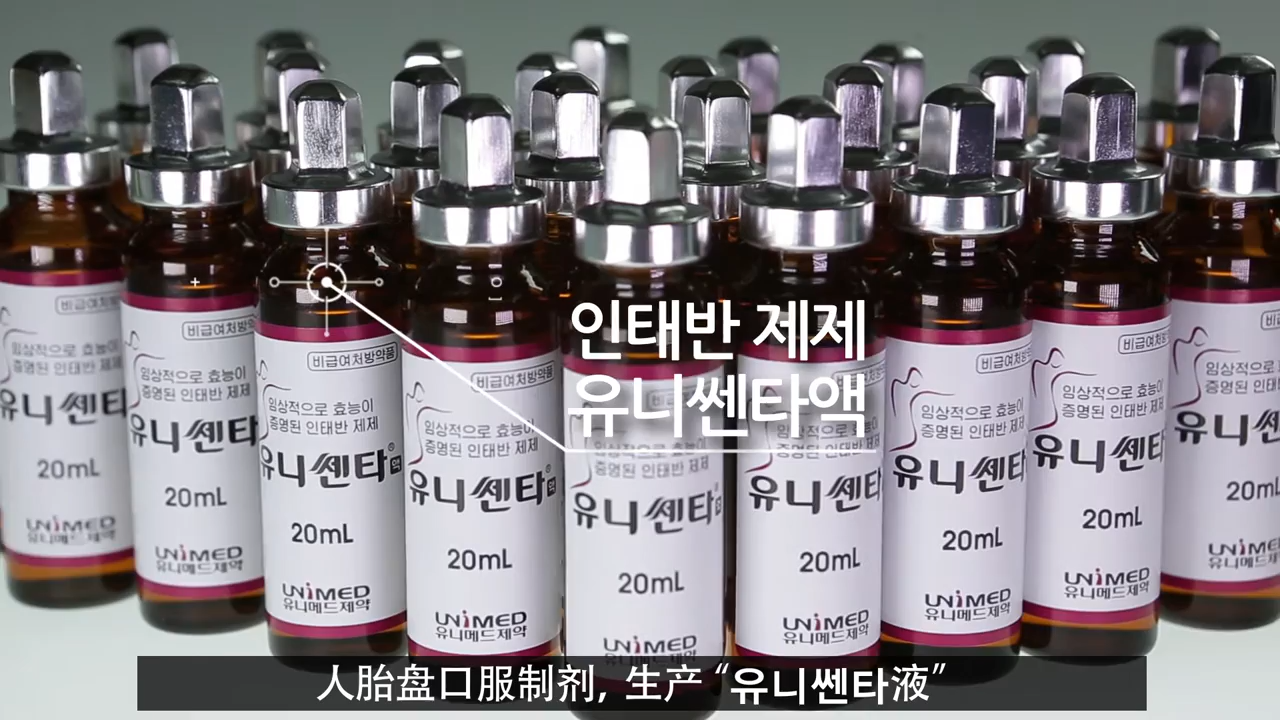 인태반 제제
유니쎈타액
비급여처방약품
임상적으로 효능이
증명된 인태반 제제
유니쎈타®액
20mL
UNIMED
유니메드제약
人胎盘口服制剂, 生产 “유니쎈타液”